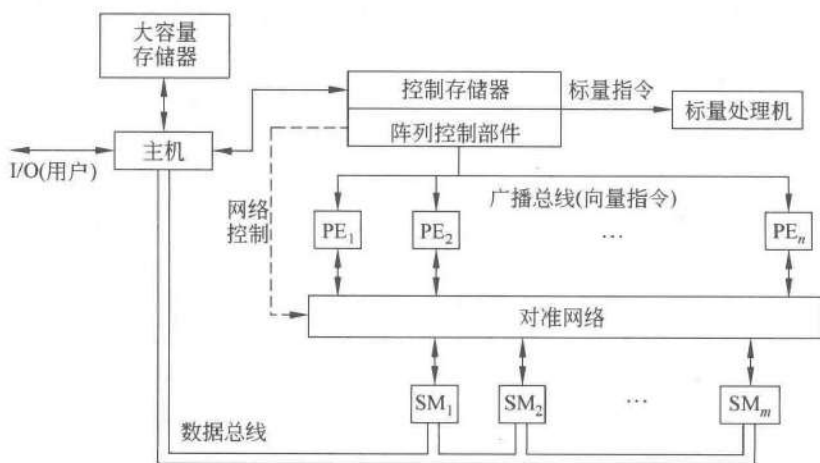 大容量
存储器
控制存储器
标量指令
标量处理机
主机
阵列控制部件
I/O(用户)
广播总线(向量指令)
网络
控制
PE₁
PE₂
…
PEₙ
对准网络
SM₁
SM₂
…
SMₘ
数据总线